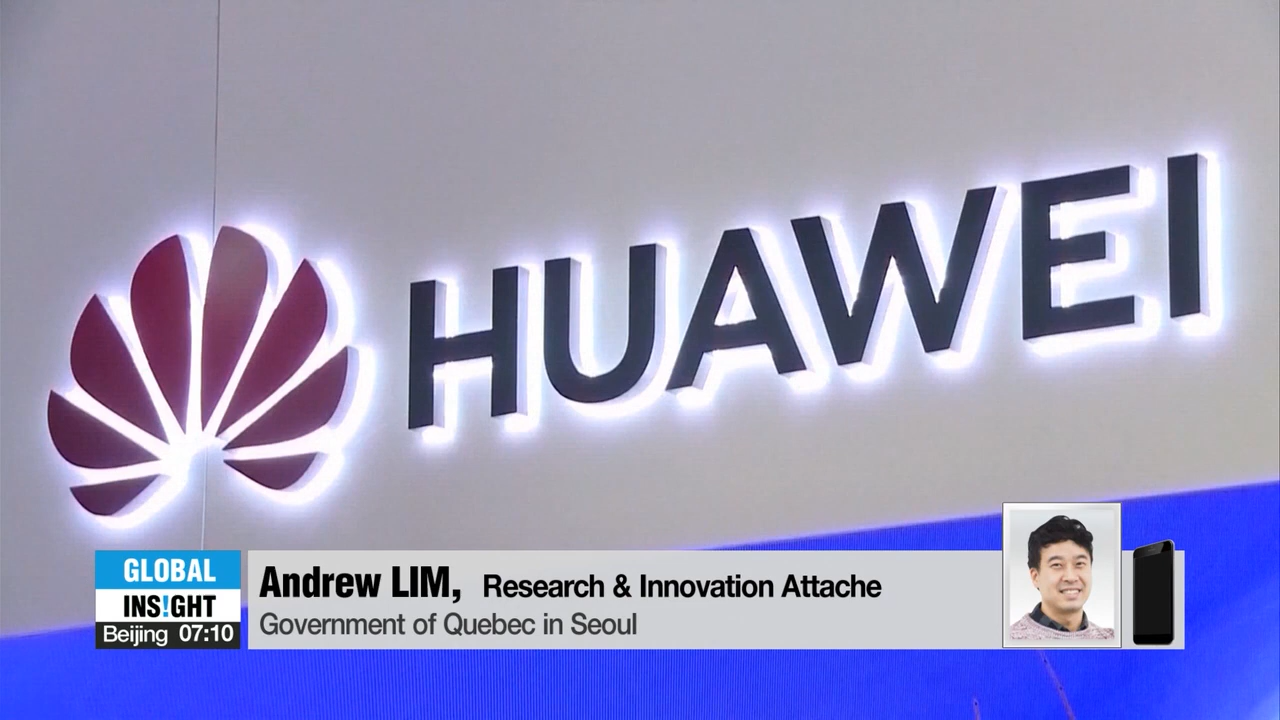 HUAWEI
GLOBAL
INS!GHT
Beijing 07:10
Andrew LIM, Research & Innovation Attache
Government of Quebec in Seoul